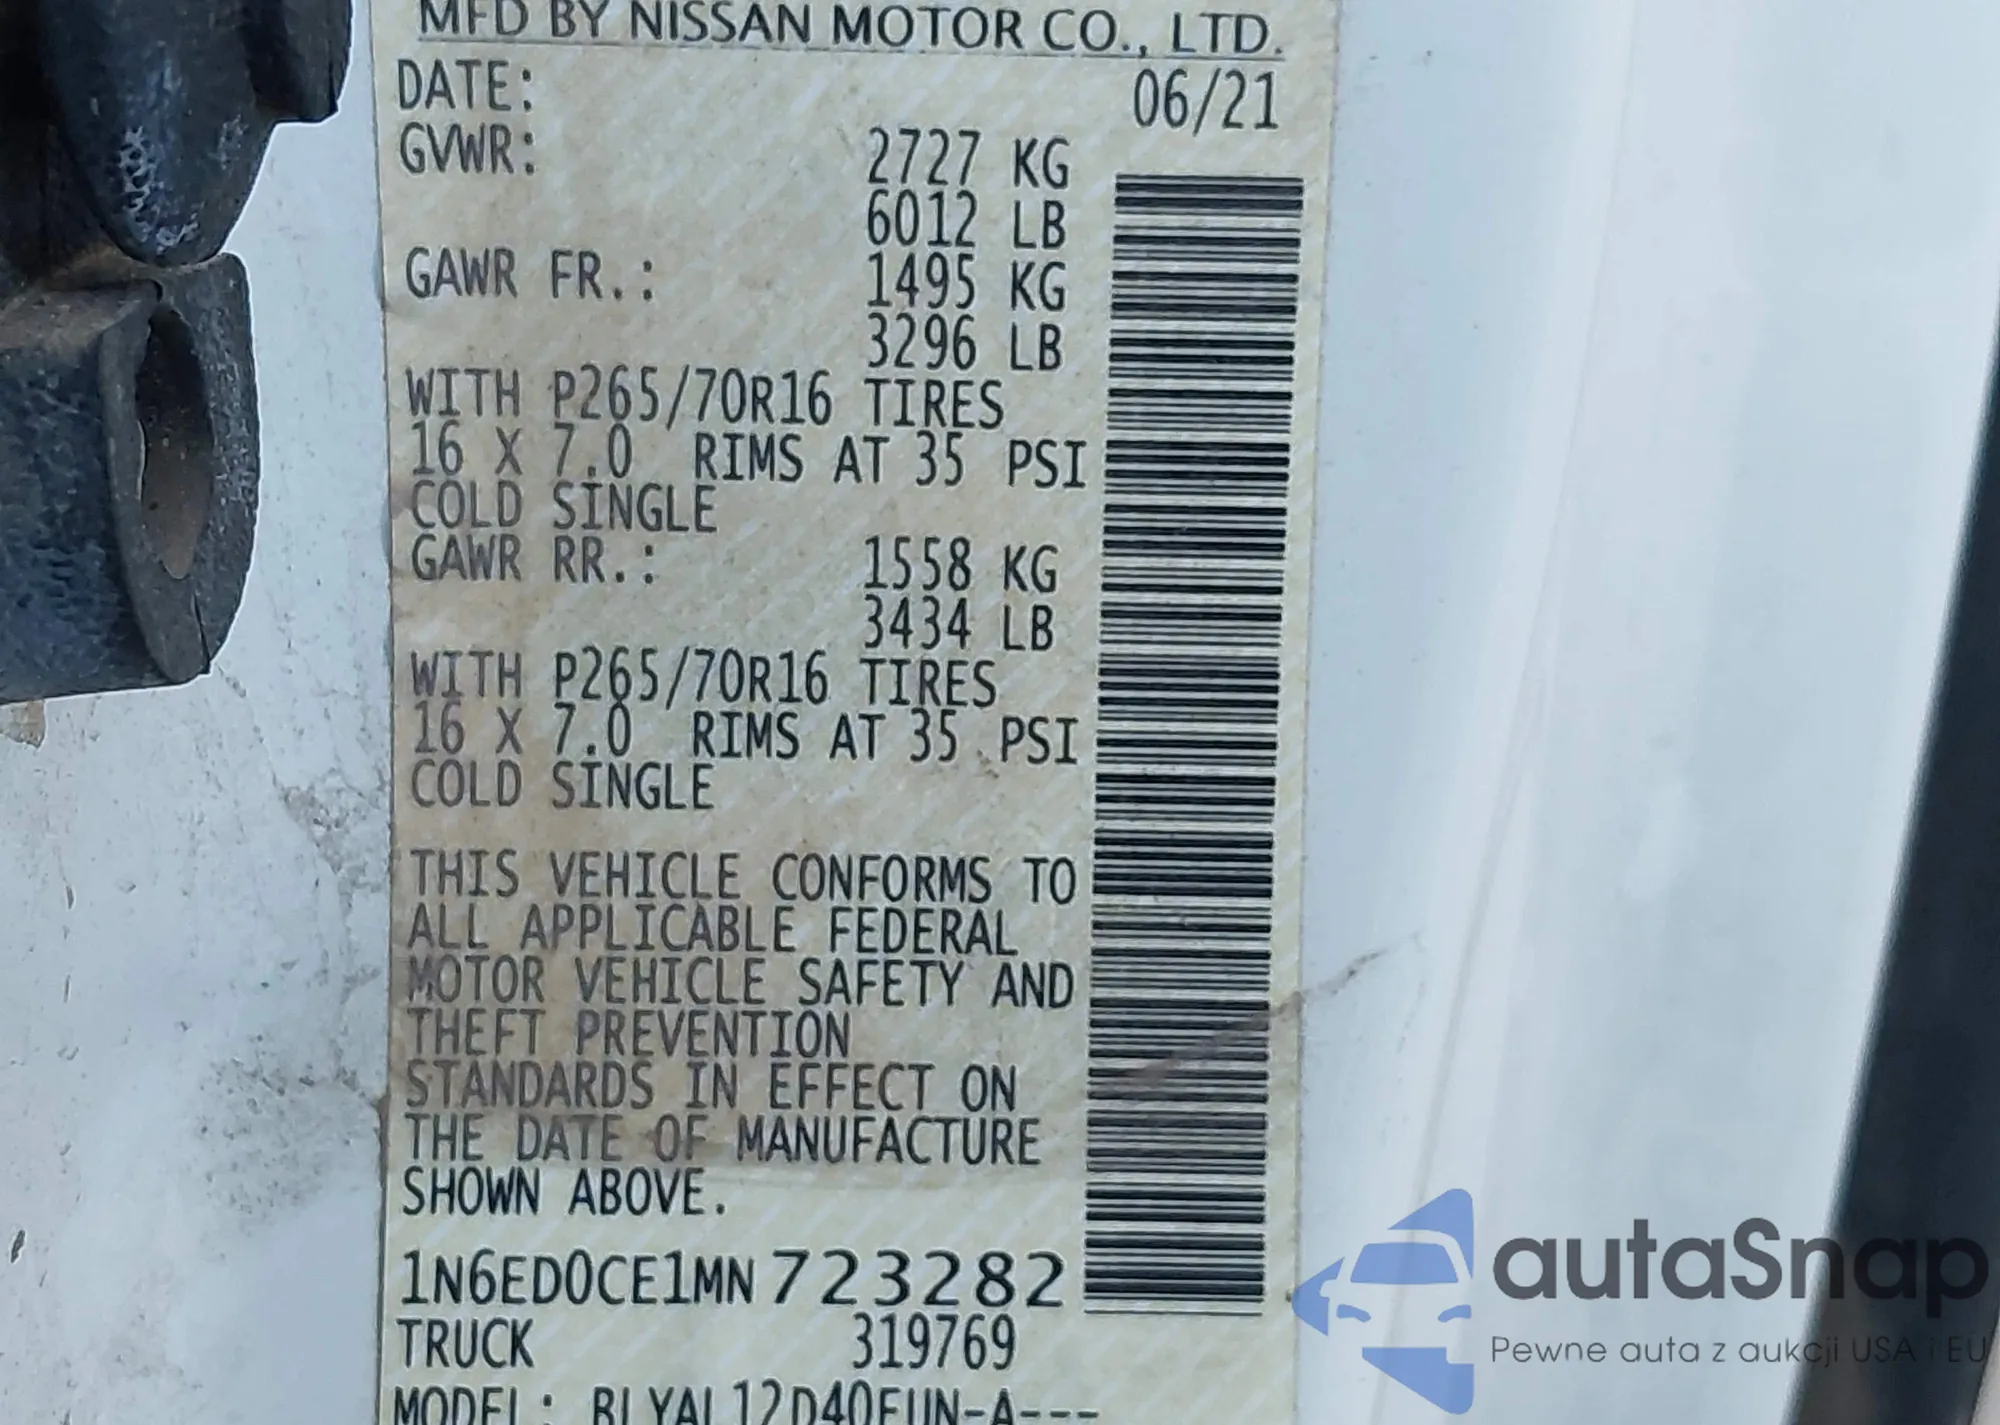 MFD BY NISSAN MOTOR CO., LTD.
DATE: 06/21
GVWR: 2727 KG
6012 LB
GAWR FR.: 1495 KG
3296 LB
WITH P265/70R16 TIRES
16 X 7.0 RIMS AT 35 PSI
COLD SINGLE
GAWR RR.: 1558 KG
3434 LB
WITH P265/70R16 TIRES
16 X 7.0 RIMS AT 35 PSI
COLD SINGLE
THIS VEHICLE CONFORMS TO
ALL APPLICABLE FEDERAL
MOTOR VEHICLE SAFETY AND
THEFT PREVENTION
STANDARDS IN EFFECT ON
THE DATE OF MANUFACTURE
SHOWN ABOVE.
1N6ED0CE1MN723282
TRUCK 319769
MODEL: BLYAL12D40EUN-A---
autaSnap
Pewne auta z aukcji USA i EU